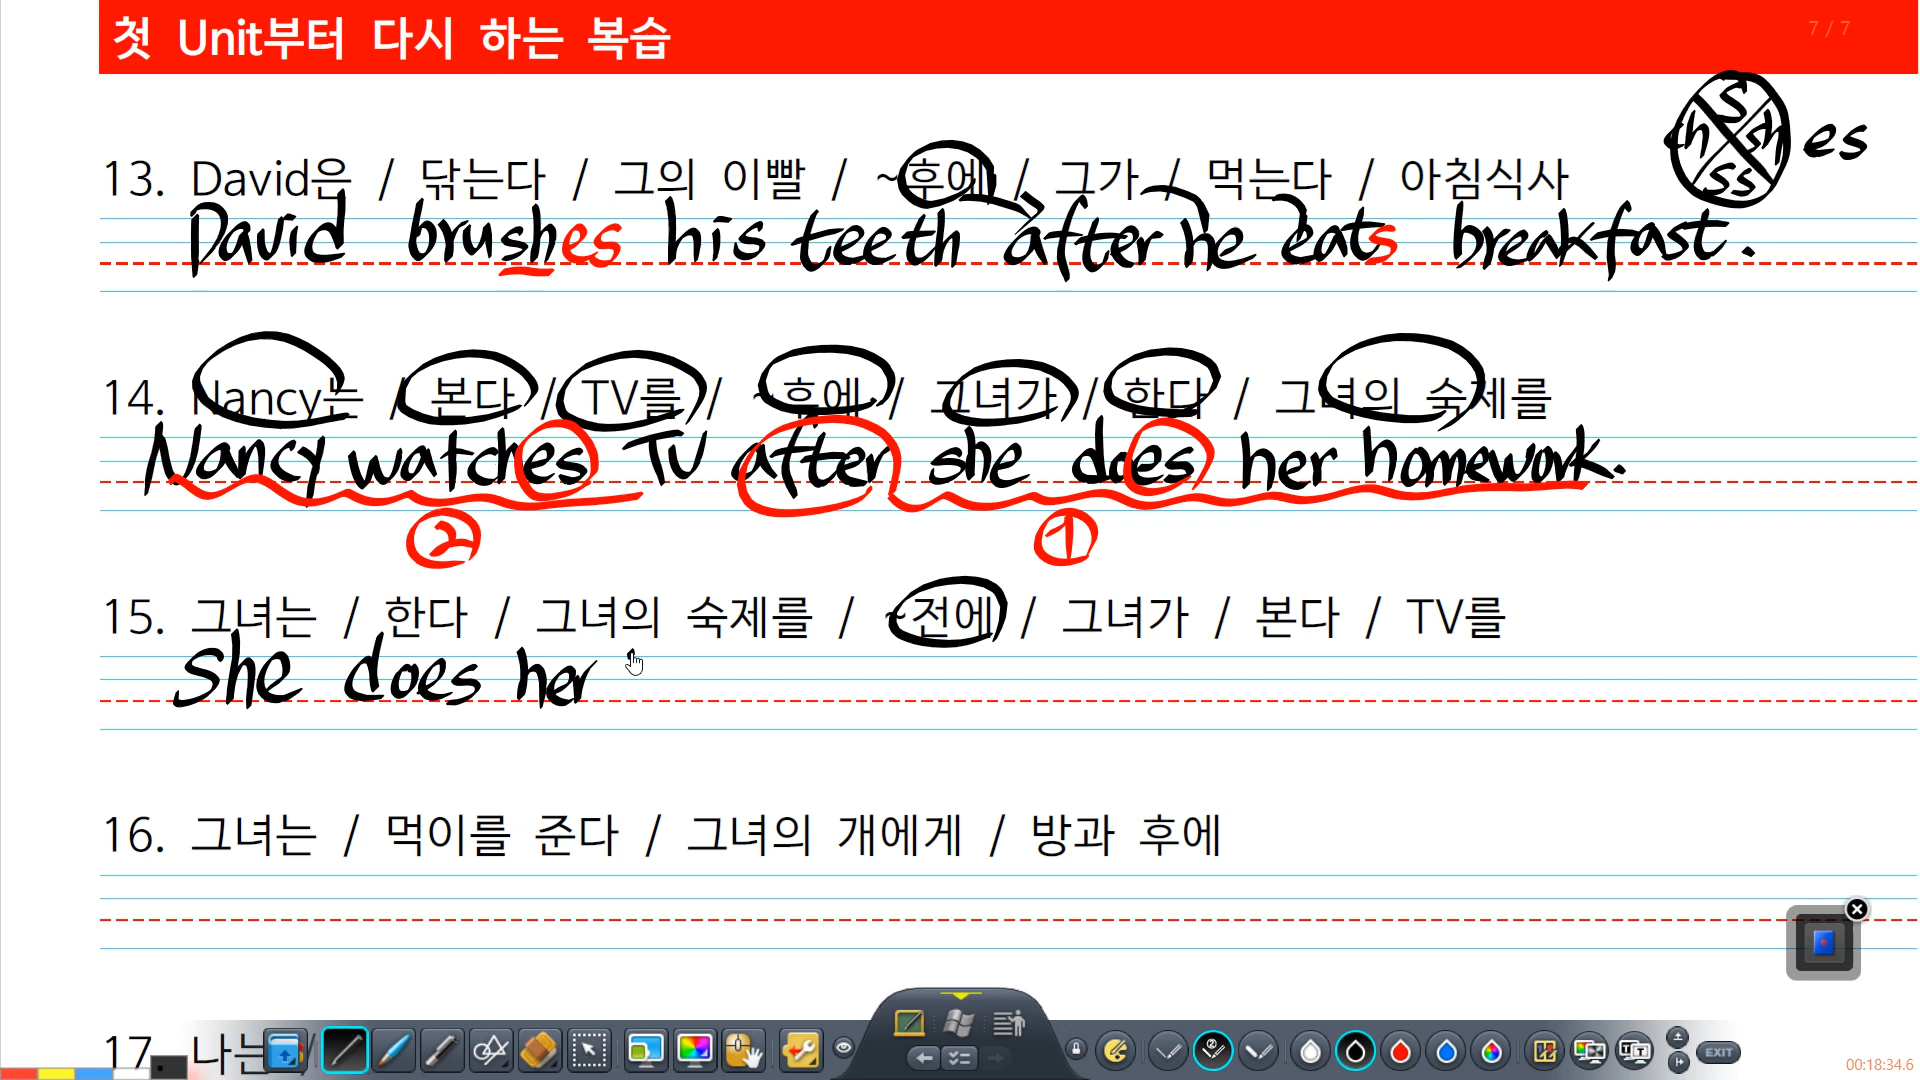 첫 Unit부터 다시 하는 복습
7 / 7
S
ch sh es
ss
13. David은 / 닦는다 / 그의 이빨 / ~후에 / 그가 / 먹는다 / 아침식사
David brushes his teeth after he eats breakfast.
14. Nancy는 / 본다 / TV를 / ~후에 / 그녀가 / 한다 / 그녀의 숙제를
Nancy watches TV after she does her homework.
② ①
15. 그녀는 / 한다 / 그녀의 숙제를 / ~전에 / 그녀가 / 본다 / TV를
She does her
16. 그녀는 / 먹이를 준다 / 그녀의 개에게 / 방과 후에
17. 나는 /
EXIT
00:18:34.6